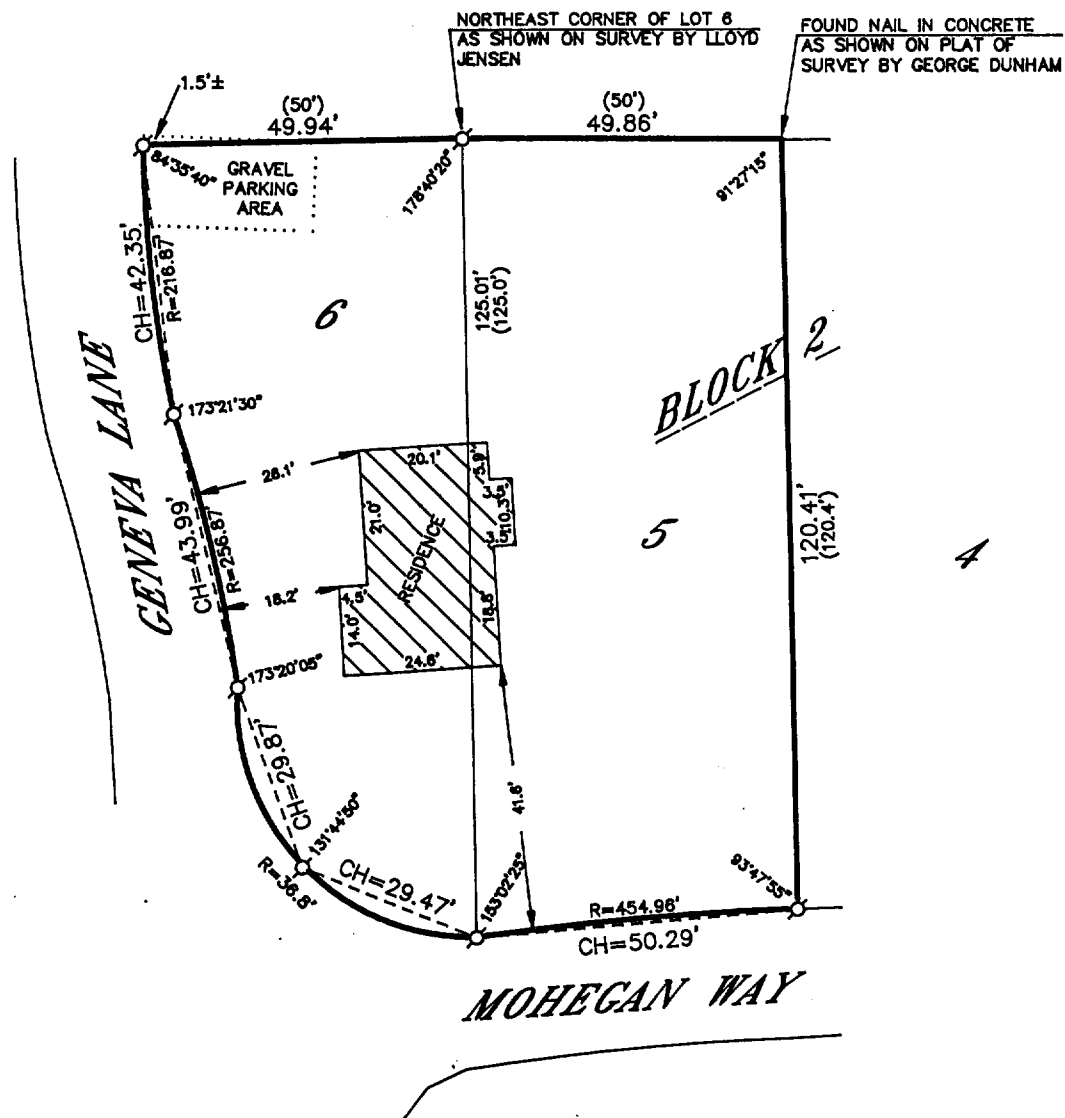 NORTHEAST CORNER OF LOT 6
AS SHOWN ON SURVEY BY LLOYD
JENSEN
FOUND NAIL IN CONCRETE
AS SHOWN ON PLAT OF
SURVEY BY GEORGE DUNHAM
1.5'±
(50')
49.94'
(50')
49.86'
84°35'40"
GRAVEL
PARKING
AREA
178°40'20"
91°27'15"
CH=42.35'
R=216.87'
6
125.01'
(125.0')
BLOCK 2
GENEVA LANE
173°21'30"
28.1'
20.1'
5.9'
3.5'
10.3'
3.5'
21.0'
RESIDENCE
5
120.41'
(120.4')
4
CH=43.99'
R=256.87'
18.2'
4.5'
14.0'
18.8'
24.6'
173°20'05"
CH=29.87'
41.6'
131°44'50"
R=36.8'
CH=29.47'
153°02'25"
93°47'55"
R=454.96'
CH=50.29'
MOHEGAN WAY